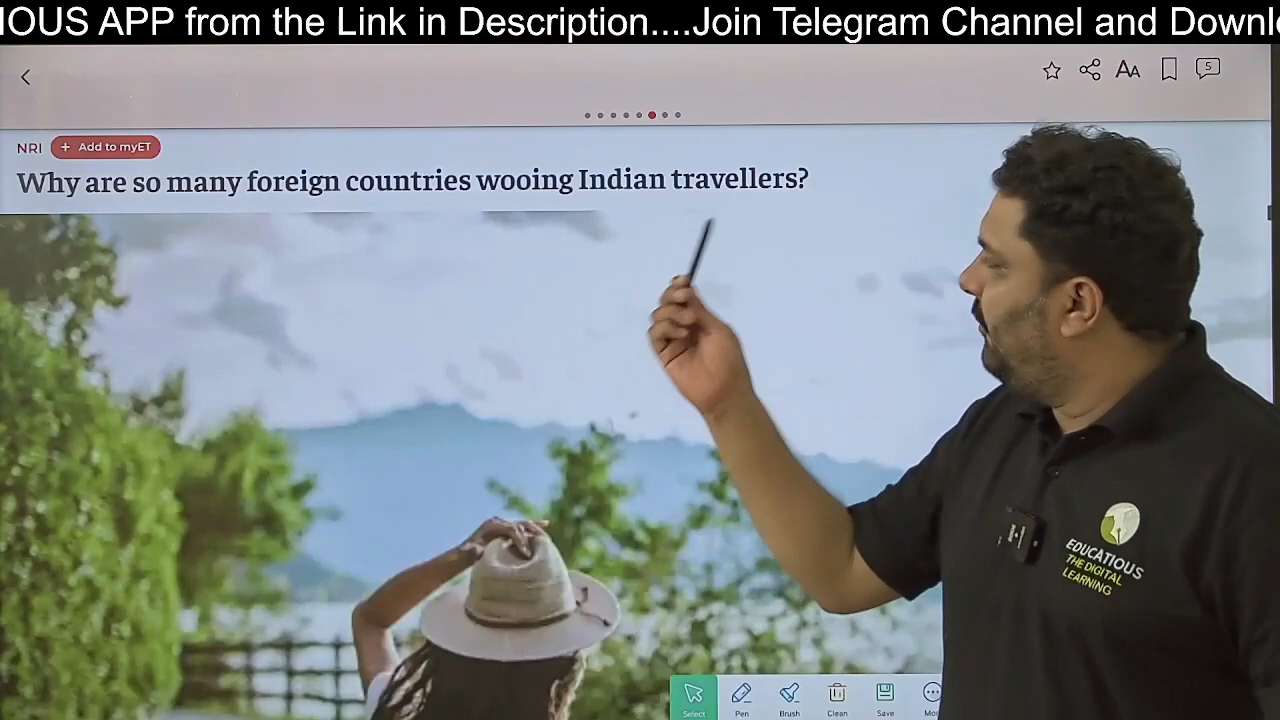 IOUS APP from the Link in Description....Join Telegram Channel and Downl
5
NRI + Add to myET
Why are so many foreign countries wooing Indian travellers?
EDUCATIOUS
THE DIGITAL
LEARNING
Select Pen Brush Clean Save